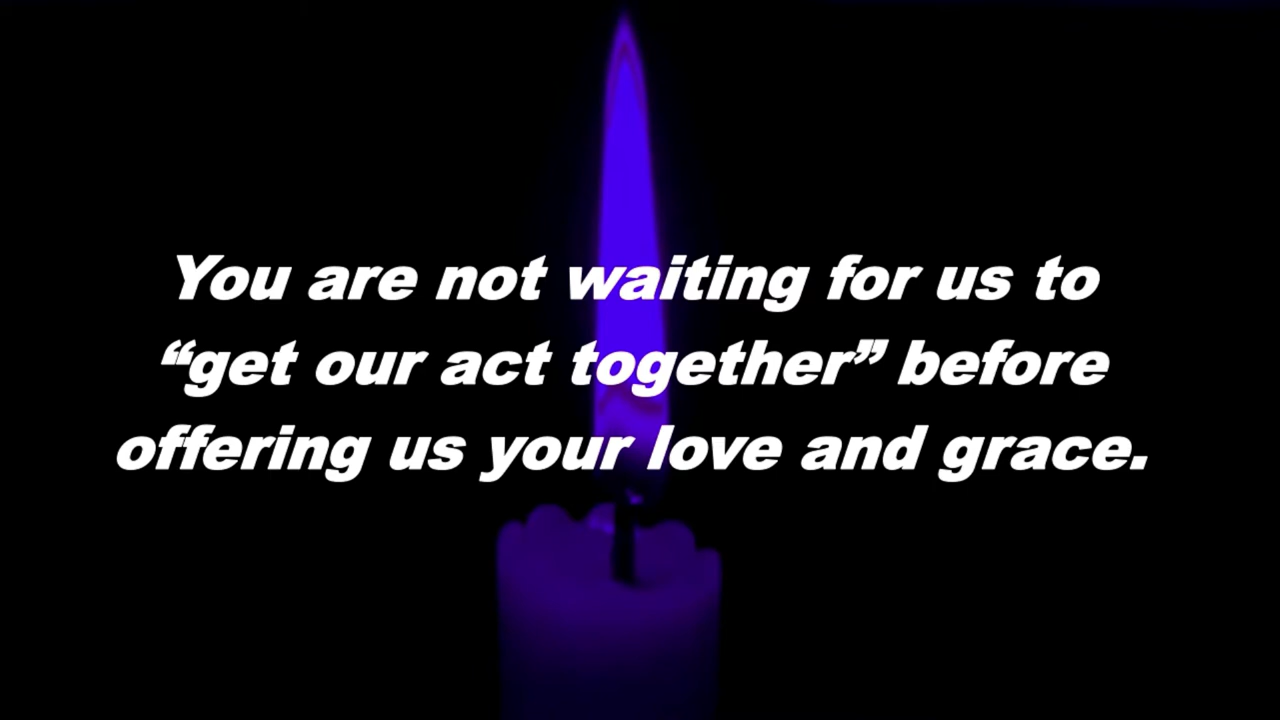 You are not waiting for us to
“get our act together” before
offering us your love and grace.